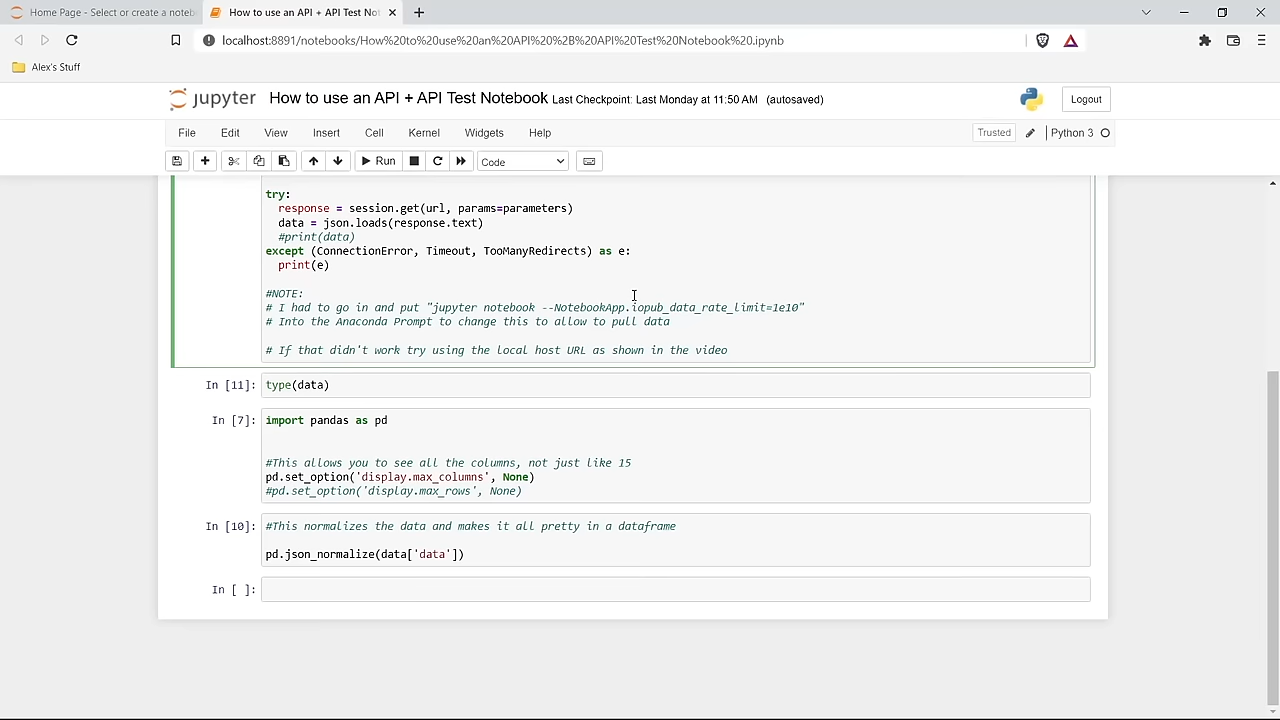 Home Page - Select or create a noteb
How to use an API + API Test Not
localhost:8891/notebooks/How%20to%20use%20an%20API%20%2B%20API%20Test%20Notebook%20.ipynb
Alex's Stuff
jupyter How to use an API + API Test Notebook Last Checkpoint: Last Monday at 11:50 AM (autosaved)
Logout
File Edit View Insert Cell Kernel Widgets Help
Trusted Python 3
Run
Code
try:
response = session.get(url, params=parameters)
data = json.loads(response.text)
#print(data)
except (ConnectionError, Timeout, TooManyRedirects) as e:
print(e)
#NOTE:
# I had to go in and put "jupyter notebook --NotebookApp.iopub_data_rate_limit=1e10"
# Into the Anaconda Prompt to change this to allow to pull data
# If that didn't work try using the local host URL as shown in the video
In [11]: type(data)
In [7]: import pandas as pd
#This allows you to see all the columns, not just like 15
pd.set_option('display.max_columns', None)
#pd.set_option('display.max_rows', None)
In [10]: #This normalizes the data and makes it all pretty in a dataframe
pd.json_normalize(data['data'])
In [ ]: